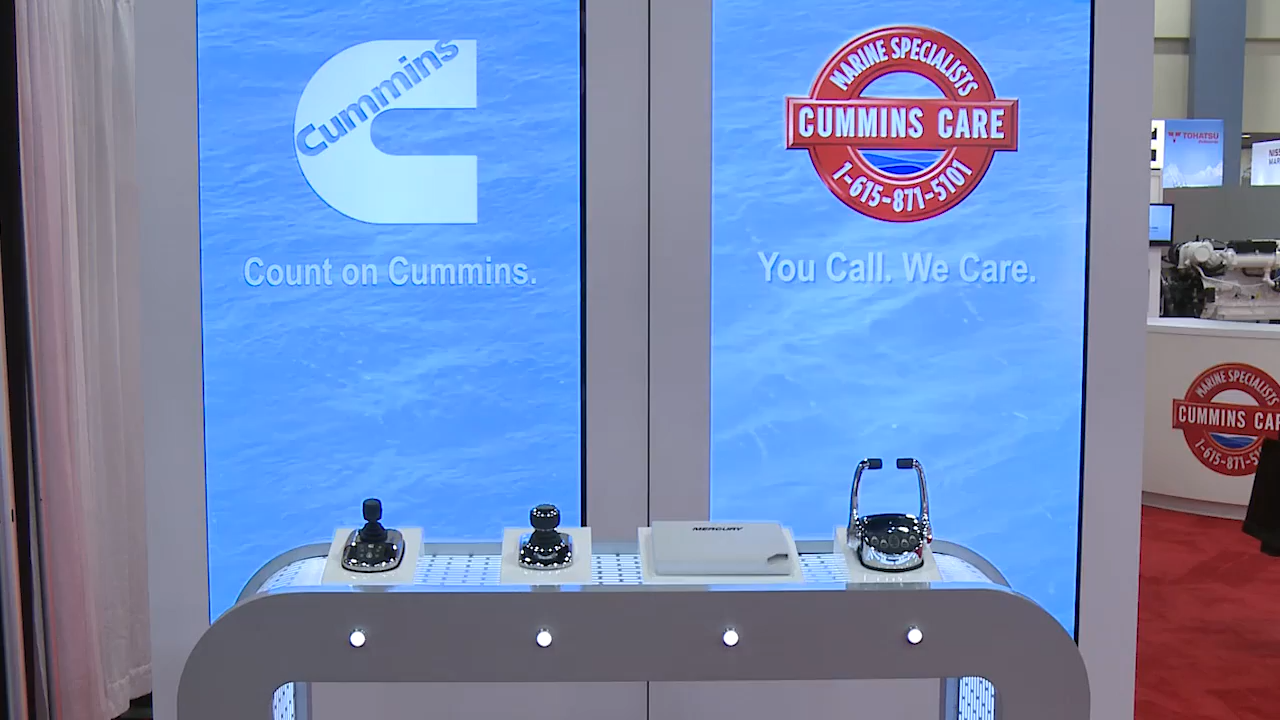 Cummins
Count on Cummins.
MARINE SPECIALISTS
CUMMINS CARE
1-615-871-5101
You Call. We Care.
TOHATSU
MERCURY
MARINE SPECIALISTS
CUMMINS CAR
1-615-871-51